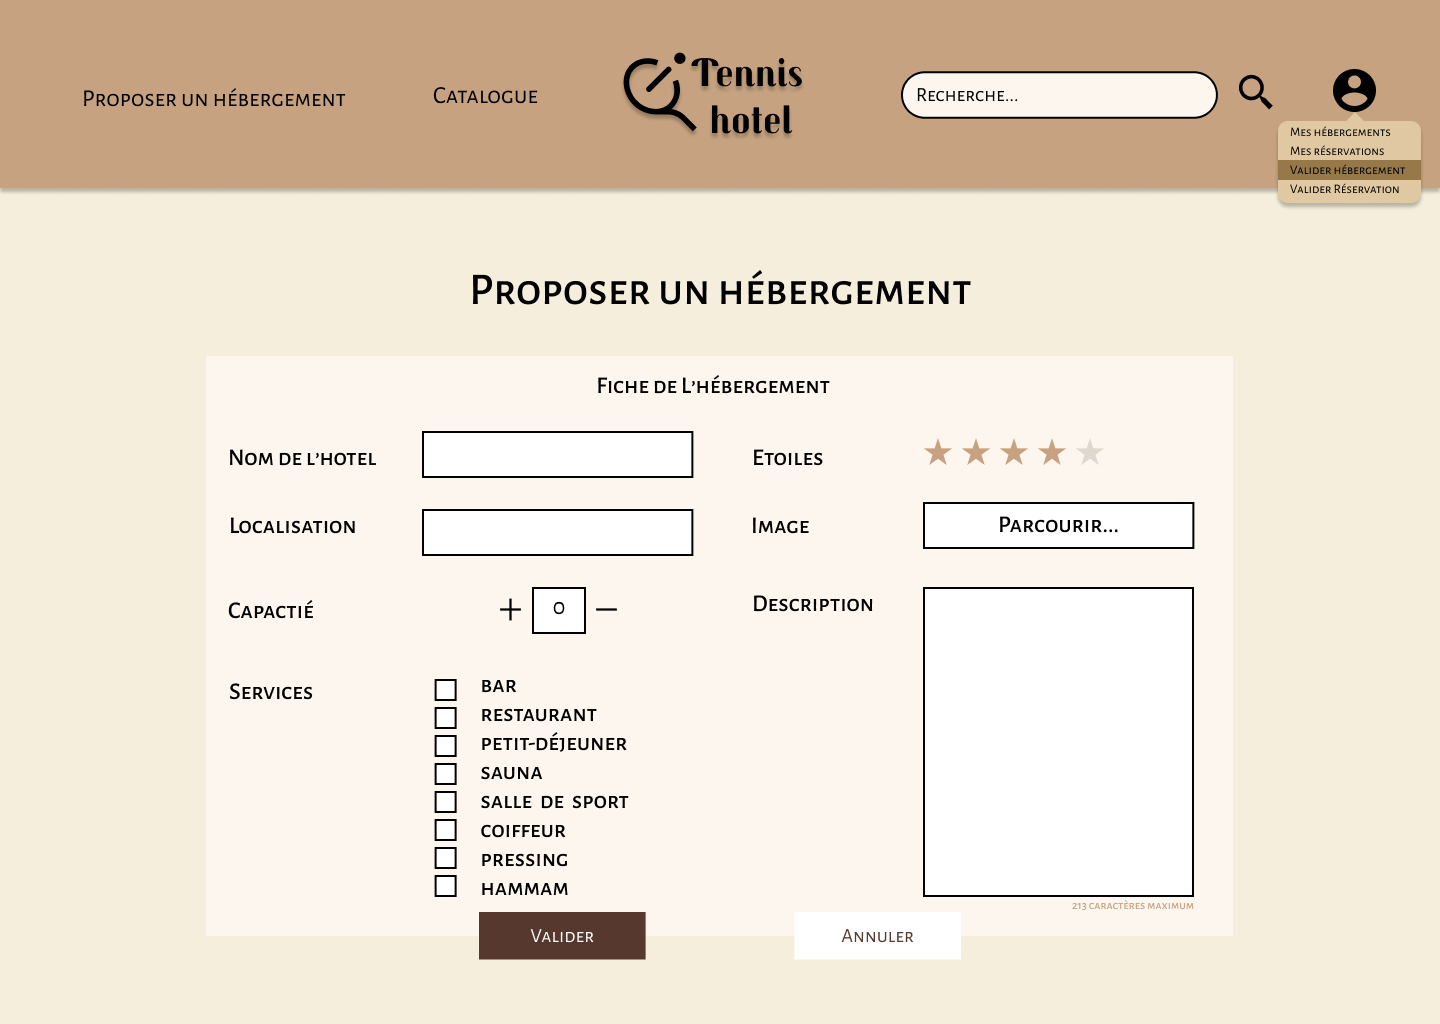 Proposer un hébergement
Catalogue
Tennis
hotel
Recherche...
Mes hébergements
Mes réservations
Valider hébergement
Valider Réservation
Proposer un hébergement
Fiche de L’hébergement
Nom de l’hotel
Etoiles
Localisation
Image
Parcourir...
Capactié
+ 0 −
Description
Services
bar
restaurant
petit-déjeuner
sauna
salle de sport
coiffeur
pressing
hammam
213 caractères maximum
Valider
Annuler